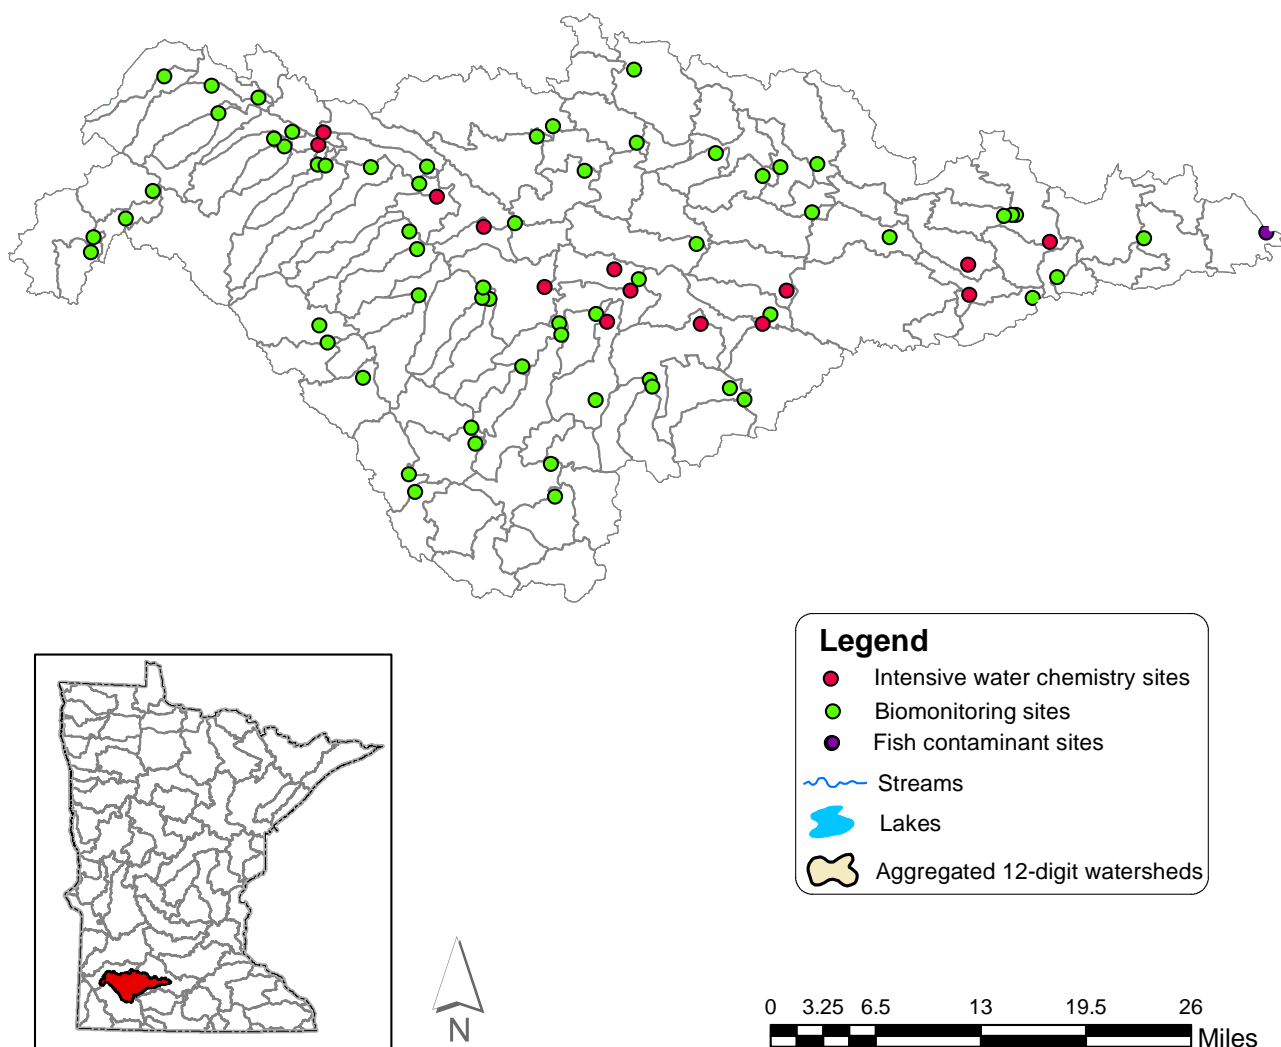 Legend
Intensive water chemistry sites
Biomonitoring sites
Fish contaminant sites
Streams
Lakes
Aggregated 12-digit watersheds
N
0 3.25 6.5 13 19.5 26
Miles